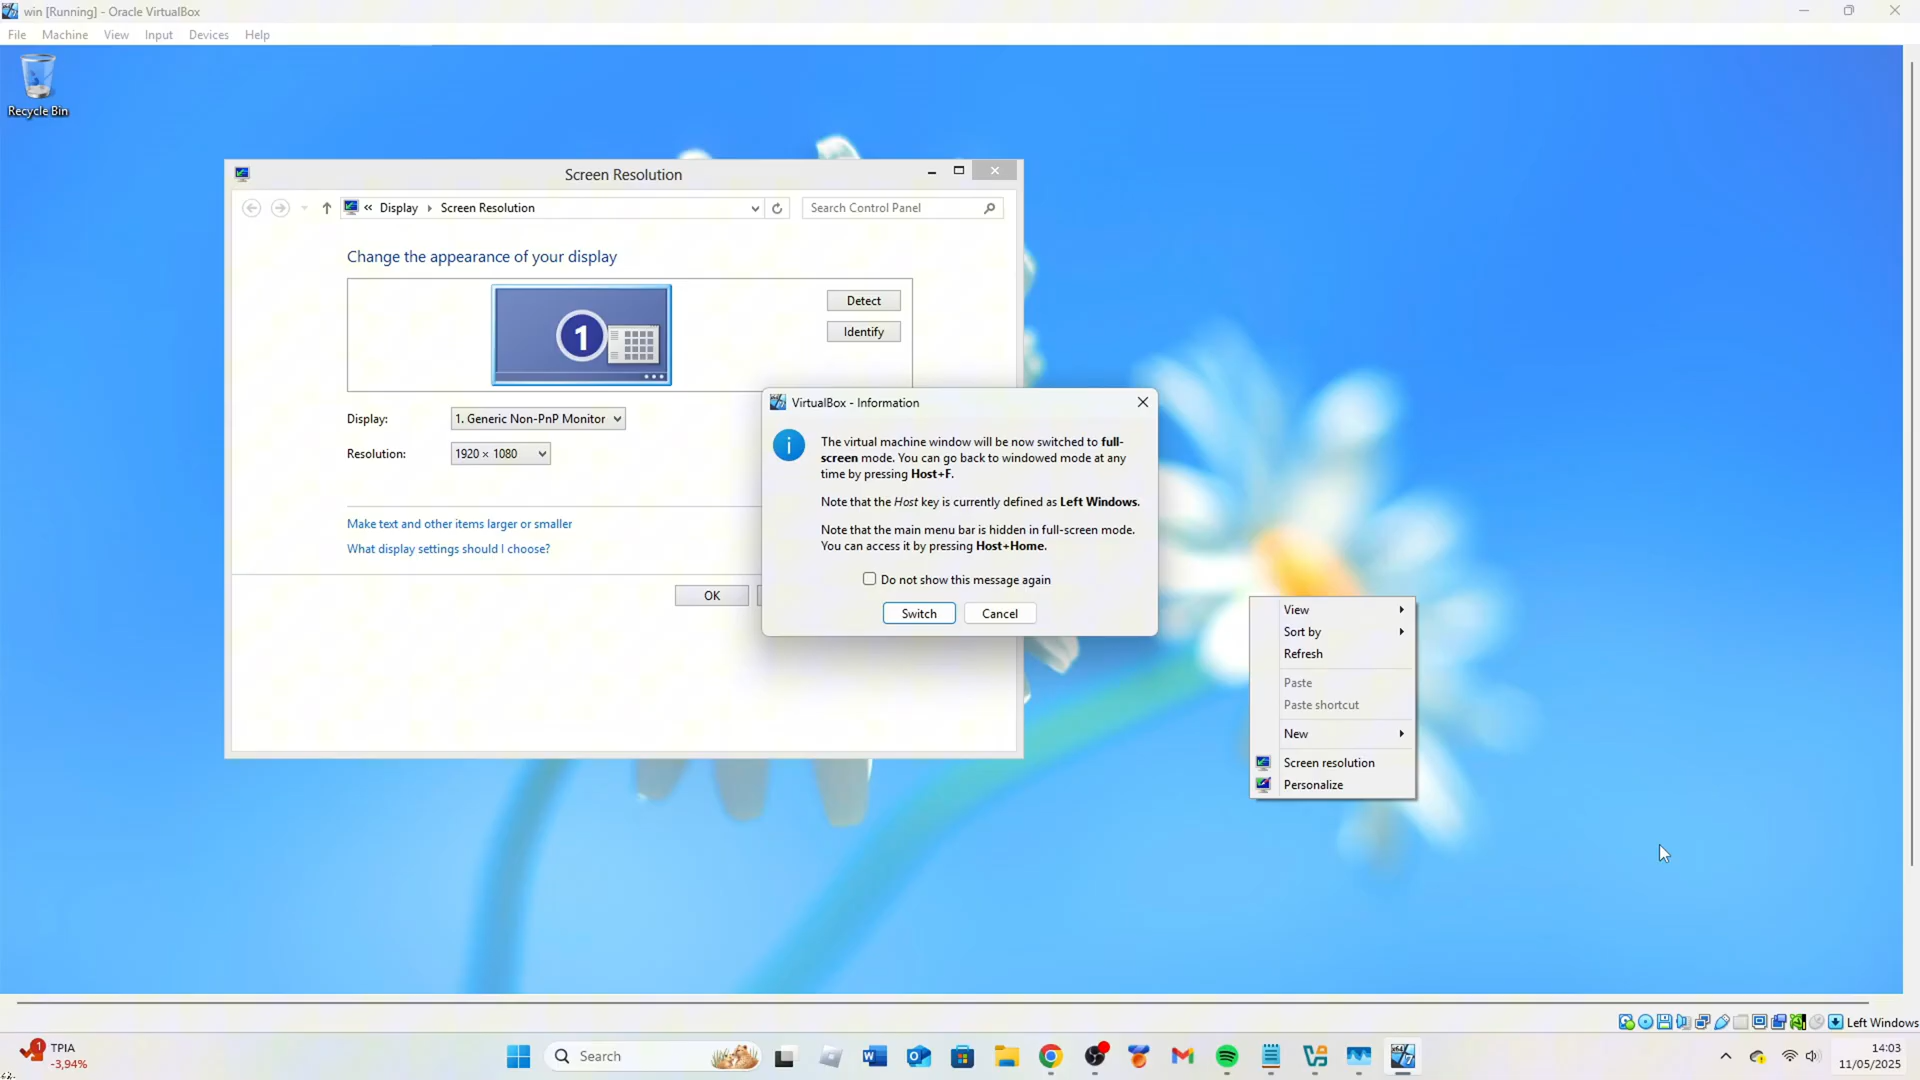 win [Running] - Oracle VirtualBox
File Machine View Input Devices Help
Recycle Bin
Screen Resolution
« Display Screen Resolution
Search Control Panel
Change the appearance of your display
1
Detect
Identify
Display: 1. Generic Non-PnP Monitor
Resolution: 1920 × 1080
Make text and other items larger or smaller
What display settings should I choose?
OK
VirtualBox - Information
The virtual machine window will be now switched to full-
screen mode. You can go back to windowed mode at any
time by pressing Host+F.
Note that the Host key is currently defined as Left Windows.
Note that the main menu bar is hidden in full-screen mode.
You can access it by pressing Host+Home.
Do not show this message again
Switch Cancel
View
Sort by
Refresh
Paste
Paste shortcut
New
Screen resolution
Personalize
Left Windows
1
TPIA
-3,94%
Search
14:03
11/05/2025